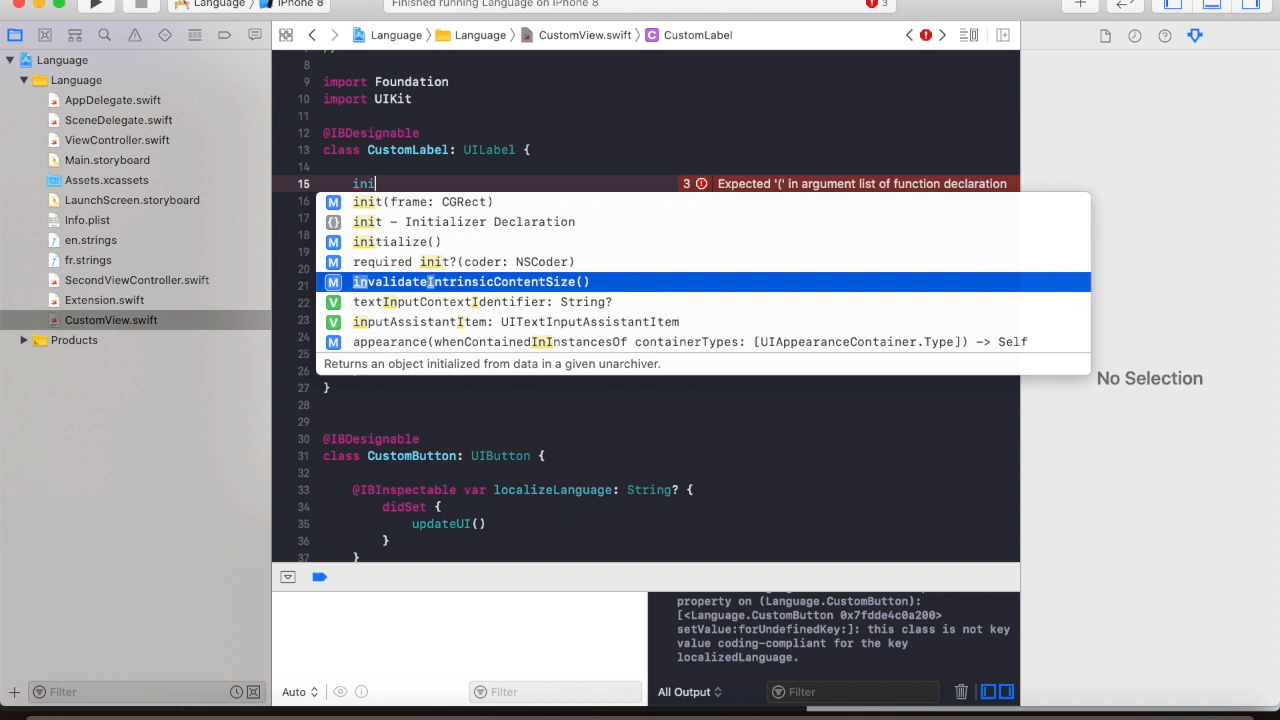 Language
iPhone 8
Finished running Language on iPhone 8
3
Language
Language
CustomView.swift
C
CustomLabel
Language
Language
AppDelegate.swift
SceneDelegate.swift
ViewController.swift
Main.storyboard
Assets.xcassets
LaunchScreen.storyboard
Info.plist
en.strings
fr.strings
SecondViewController.swift
Extension.swift
CustomView.swift
Products
8
9 import Foundation
10 import UIKit
11
12 @IBDesignable
13 class CustomLabel: UILabel {
14
15 ini
3 Expected '(' in argument list of function declaration
16
17
18
19
20
21
22
23
24
25
26
M init(frame: CGRect)
{} init – Initializer Declaration
M initialize()
M required init?(coder: NSCoder)
M invalidateIntrinsicContentSize()
V textInputContextIdentifier: String?
V inputAssistantItem: UITextInputAssistantItem
M appearance(whenContainedInInstancesOf containerTypes: [UIAppearanceContainer.Type]) -> Self
Returns an object initialized from data in a given unarchiver.
27 }
28
29
30 @IBDesignable
31 class CustomButton: UIButton {
32
33 @IBInspectable var localizeLanguage: String? {
34 didSet {
35 updateUI()
36 }
37 }
No Selection
property on (Language.CustomButton):
[<Language.CustomButton 0x7fdde4c0a200>
setValue:forUndefinedKey:]: this class is not key
value coding-compliant for the key
localizedLanguage.
Filter
Auto
Filter
All Output
Filter